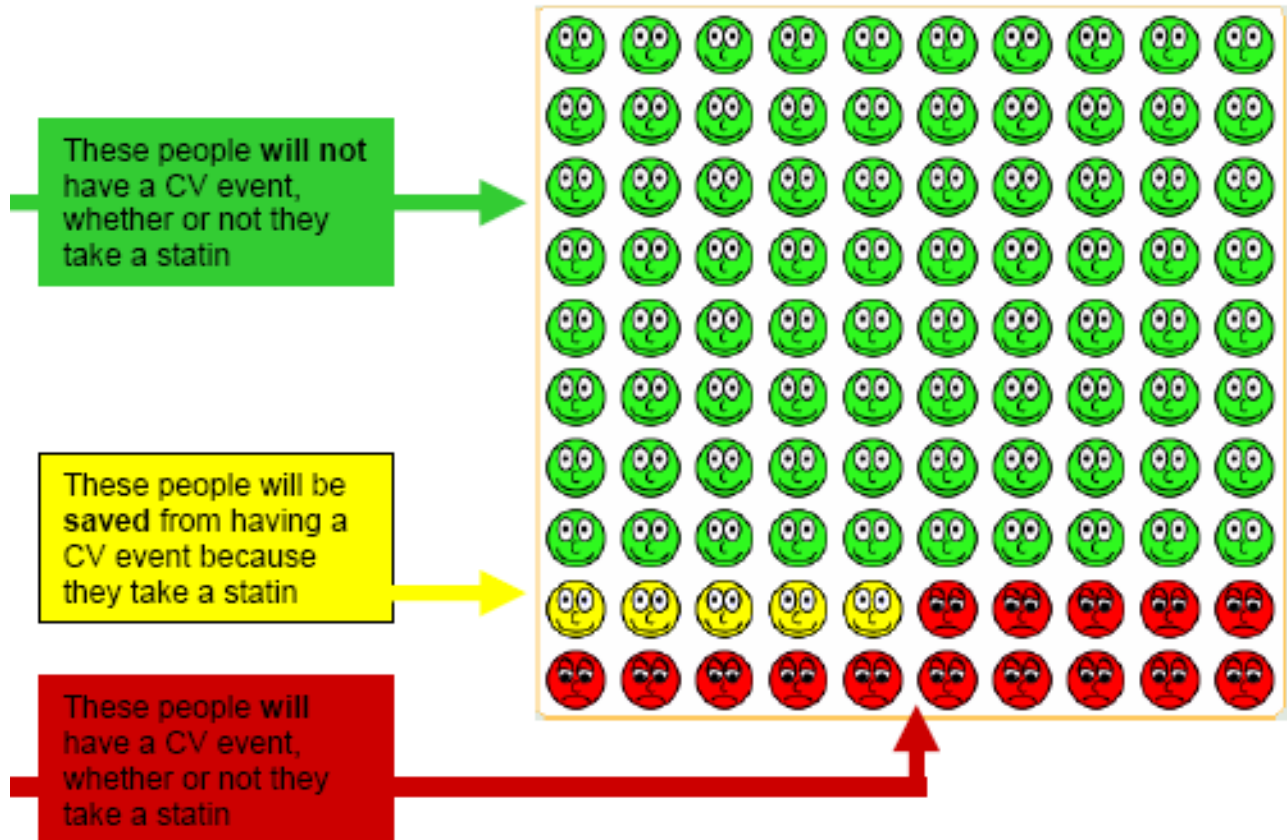 These people will not
have a CV event,
whether or not they
take a statin
These people will be
saved from having a
CV event because
they take a statin
These people will
have a CV event,
whether or not they
take a statin